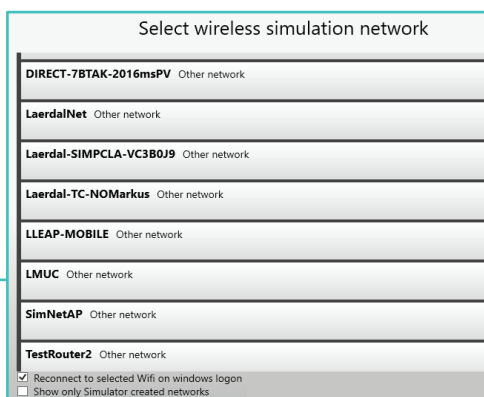 Select wireless simulation network
DIRECT-7BTAK-2016msPV Other network
LaerdalNet Other network
Laerdal-SIMPCLA-VC3B0J9 Other network
Laerdal-TC-NOMarkus Other network
LLEAP-MOBILE Other network
LMUC Other network
SimNetAP Other network
TestRouter2 Other network
Reconnect to selected Wifi on windows logon
Show only Simulator created networks